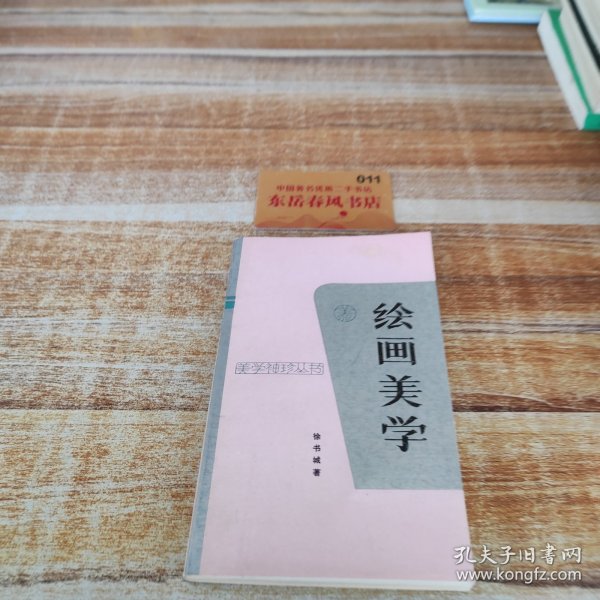 011
中国著名优质二手书店
东岳春风书店
美
绘画美学
美学袖珍丛书
徐书城著
孔夫子旧书网
www.kongfz.com